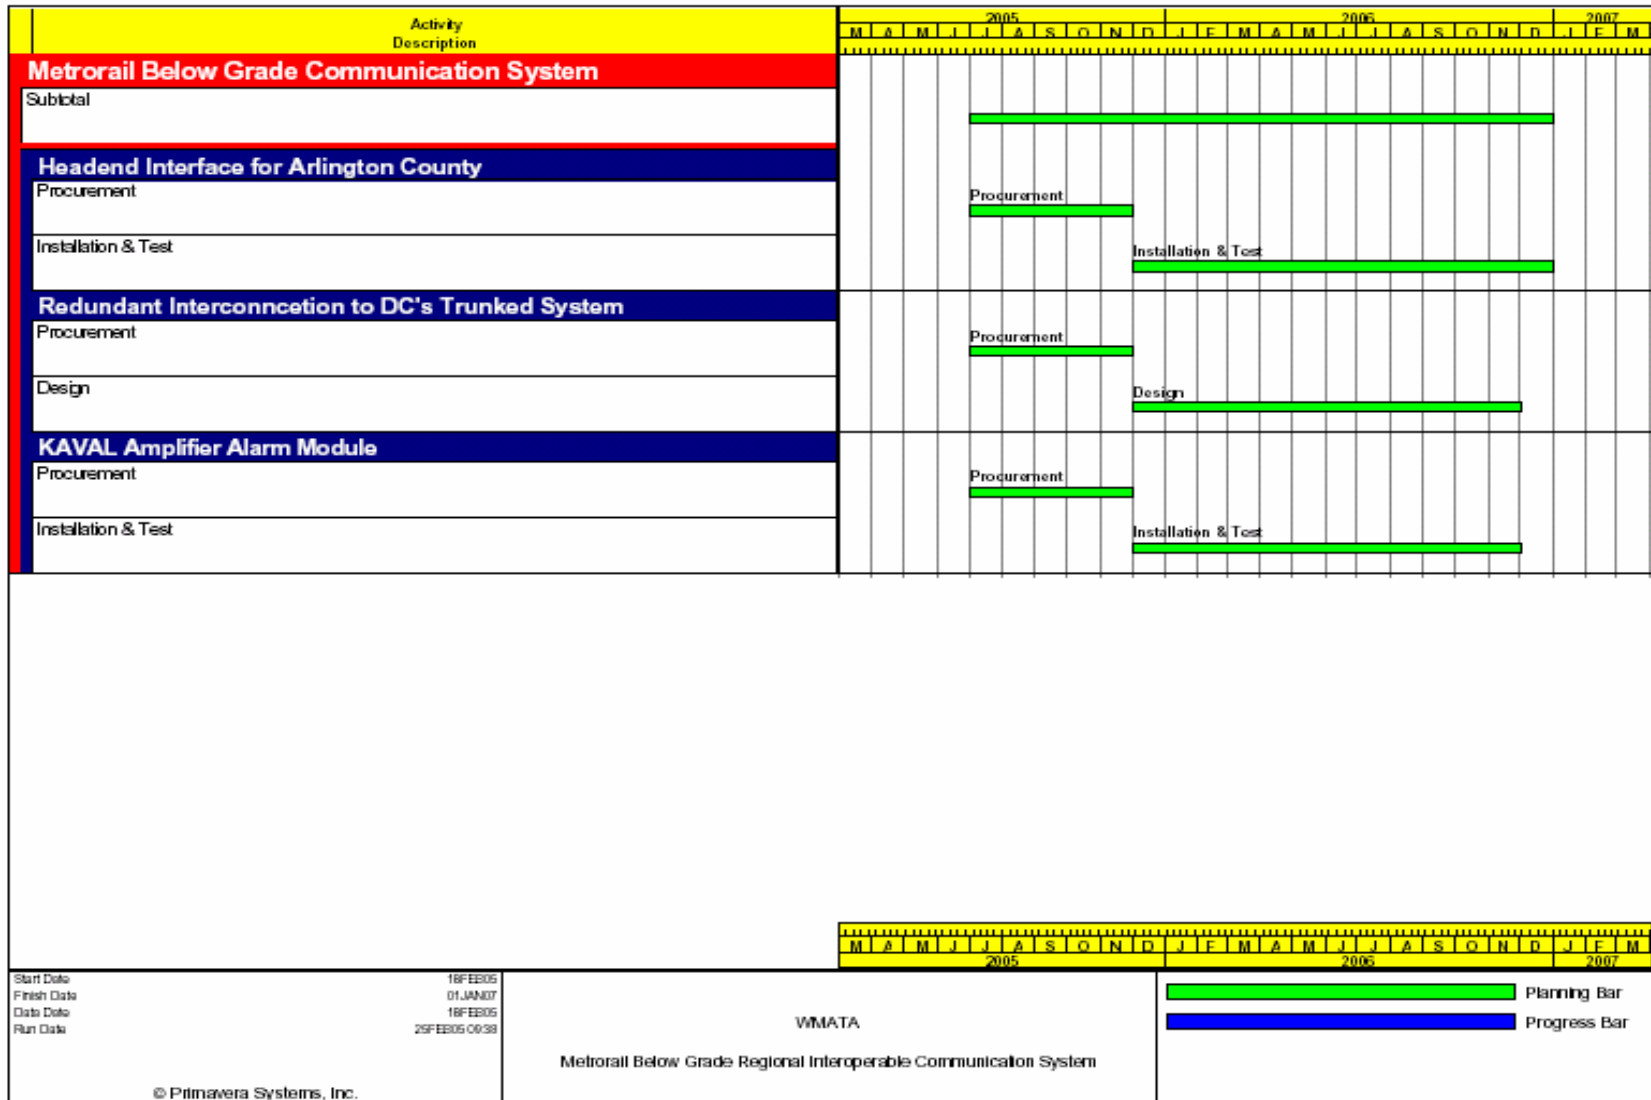 Activity
Description
2005 2006 2007
M A M J J A S O N D J F M A M J J A S O N D J F M
Metrorail Below Grade Communication System
Subtotal
Headend Interface for Arlington County
Procurement
Procurement
Installation & Test
Installation & Test
Redundant Interconncetion to DC's Trunked System
Procurement
Procurement
Design
Design
KAVAL Amplifier Alarm Module
Procurement
Procurement
Installation & Test
Installation & Test
M A M J J A S O N D J F M A M J J A S O N D J F M
2005 2006 2007
Start Date 18FEB05
Finish Date 01JAN07
Data Date 18FEB05
Run Date 25FEB05 09:38
© Primavera Systems, Inc.
WMATA
Metrorail Below Grade Regional Interoperable Communication System
Planning Bar
Progress Bar